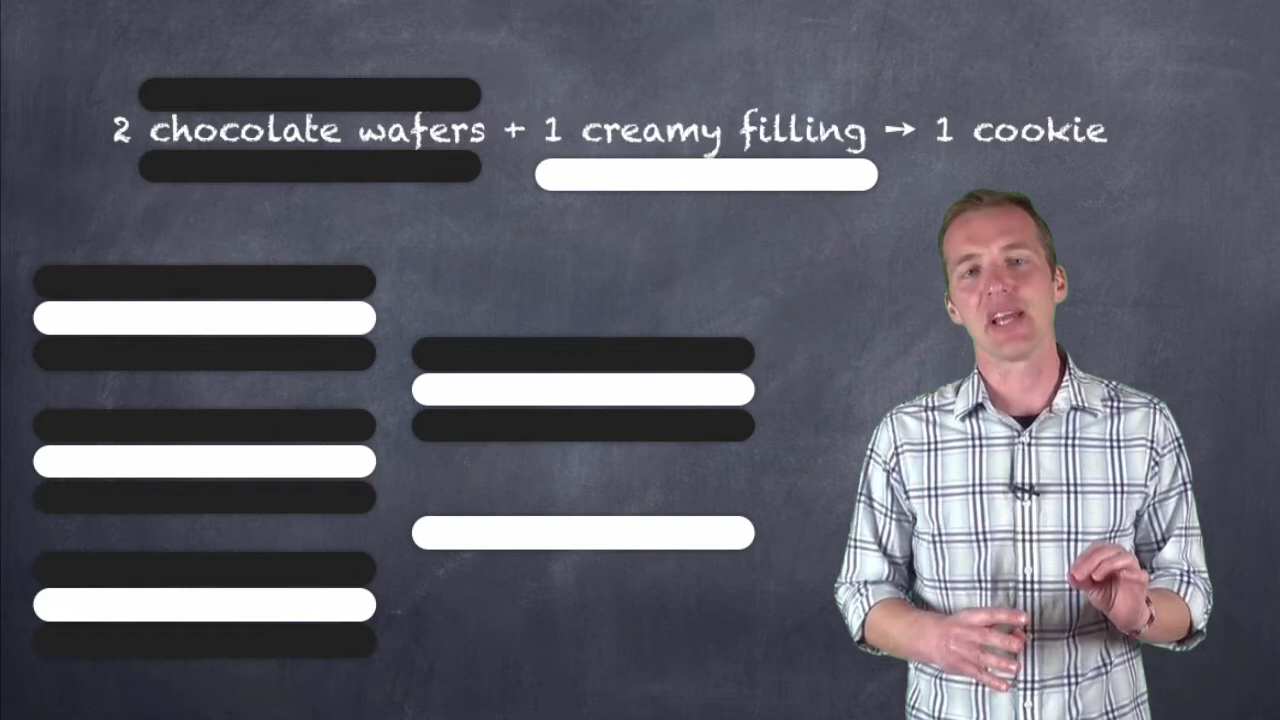 2 chocolate wafers + 1 creamy filling → 1 cookie